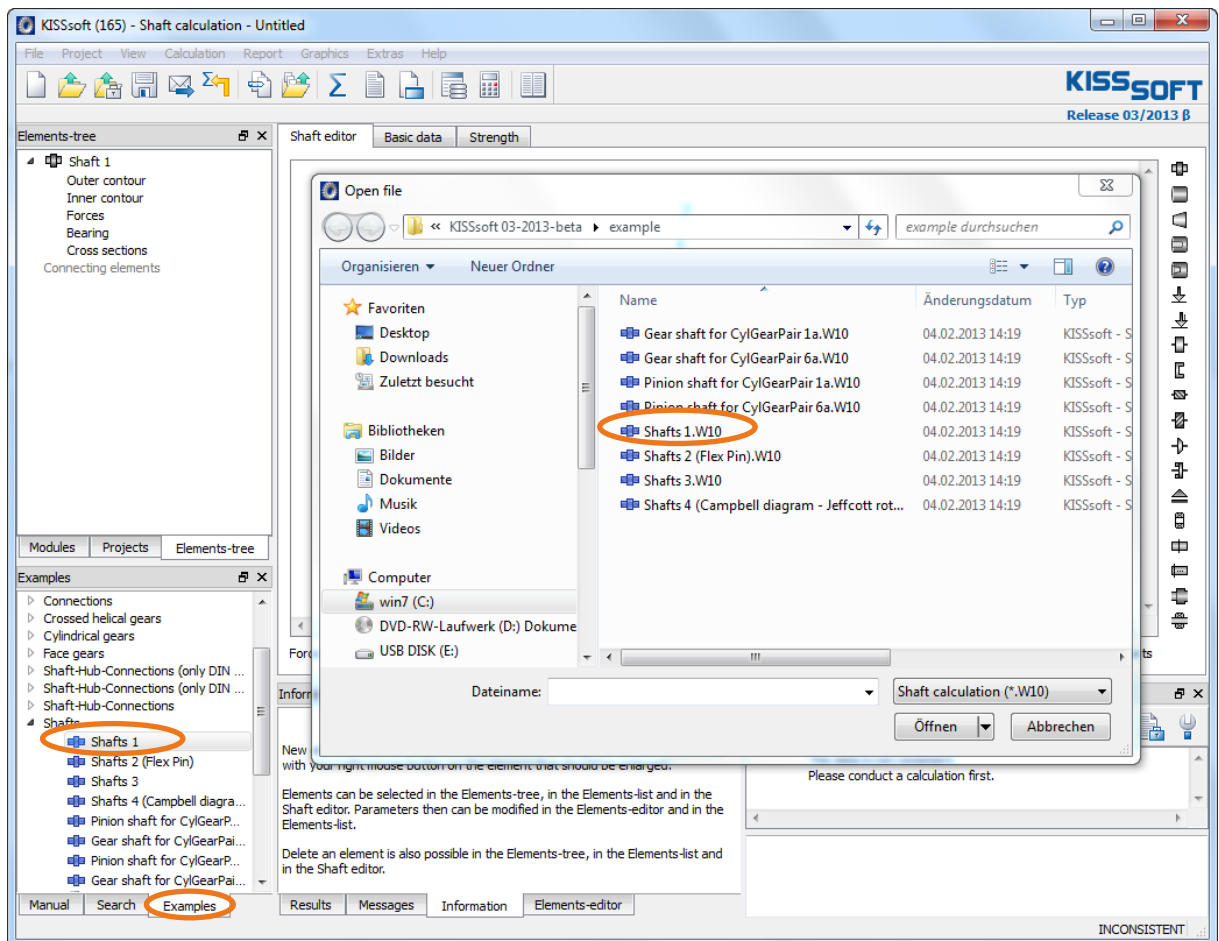 KISSsoft (165) - Shaft calculation - Untitled
File Project View Calculation Report Graphics Extras Help
KISSsoft
Release 03/2013 β
Elements-tree
Shaft 1
Outer contour
Inner contour
Forces
Bearing
Cross sections
Connecting elements
Modules Projects Elements-tree
Shaft editor Basic data Strength
Open file
« KISSsoft 03-2013-beta example
example durchsuchen
Organisieren Neuer Ordner
Favoriten
Desktop
Downloads
Zuletzt besucht
Bibliotheken
Bilder
Dokumente
Musik
Videos
Computer
win7 (C:)
DVD-RW-Laufwerk (D:) Dokume
USB DISK (E:)
Name Änderungsdatum Typ
Gear shaft for CylGearPair 1a.W10 04.02.2013 14:19 KISSsoft - S
Gear shaft for CylGearPair 6a.W10 04.02.2013 14:19 KISSsoft - S
Pinion shaft for CylGearPair 1a.W10 04.02.2013 14:19 KISSsoft - S
Pinion shaft for CylGearPair 6a.W10 04.02.2013 14:19 KISSsoft - S
Shafts 1.W10 04.02.2013 14:19 KISSsoft - S
Shafts 2 (Flex Pin).W10 04.02.2013 14:19 KISSsoft - S
Shafts 3.W10 04.02.2013 14:19 KISSsoft - S
Shafts 4 (Campbell diagram - Jeffcott rot... 04.02.2013 14:19 KISSsoft - S
Dateiname: Shaft calculation (*.W10)
Öffnen Abbrechen
Examples
Connections
Crossed helical gears
Cylindrical gears
Face gears
Shaft-Hub-Connections (only DIN ...
Shaft-Hub-Connections (only DIN ...
Shaft-Hub-Connections
Shafts
Shafts 1
Shafts 2 (Flex Pin)
Shafts 3
Shafts 4 (Campbell diagra...
Pinion shaft for CylGearP...
Gear shaft for CylGearPai...
Pinion shaft for CylGearP...
Gear shaft for CylGearPai...
Manual Search Examples
Forc
ts
Inform
New
with your right mouse button on the element that should be enlarged.
Elements can be selected in the Elements-tree, in the Elements-list and in the
Shaft editor. Parameters then can be modified in the Elements-editor and in the
Elements-list.
Delete an element is also possible in the Elements-tree, in the Elements-list and
in the Shaft editor.
Results Messages Information Elements-editor
Please conduct a calculation first.
INCONSISTENT